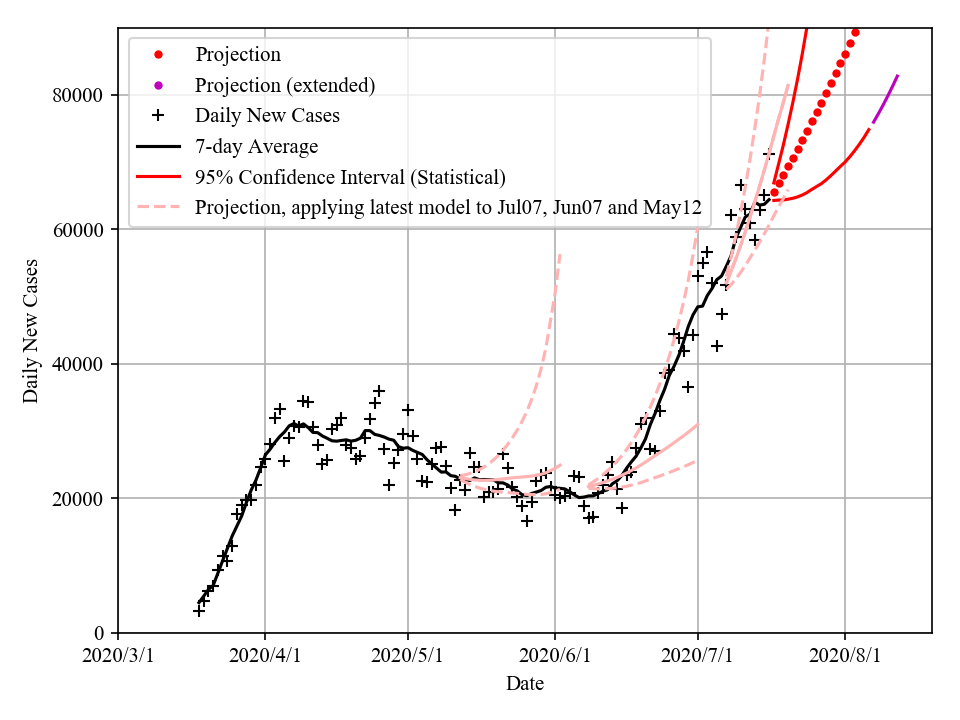 Projection
Projection (extended)
Daily New Cases
7-day Average
95% Confidence Interval (Statistical)
Projection, applying latest model to Jul07, Jun07 and May12
80000
60000
40000
20000
0
Daily New Cases
2020/3/1 2020/4/1 2020/5/1 2020/6/1 2020/7/1 2020/8/1
Date